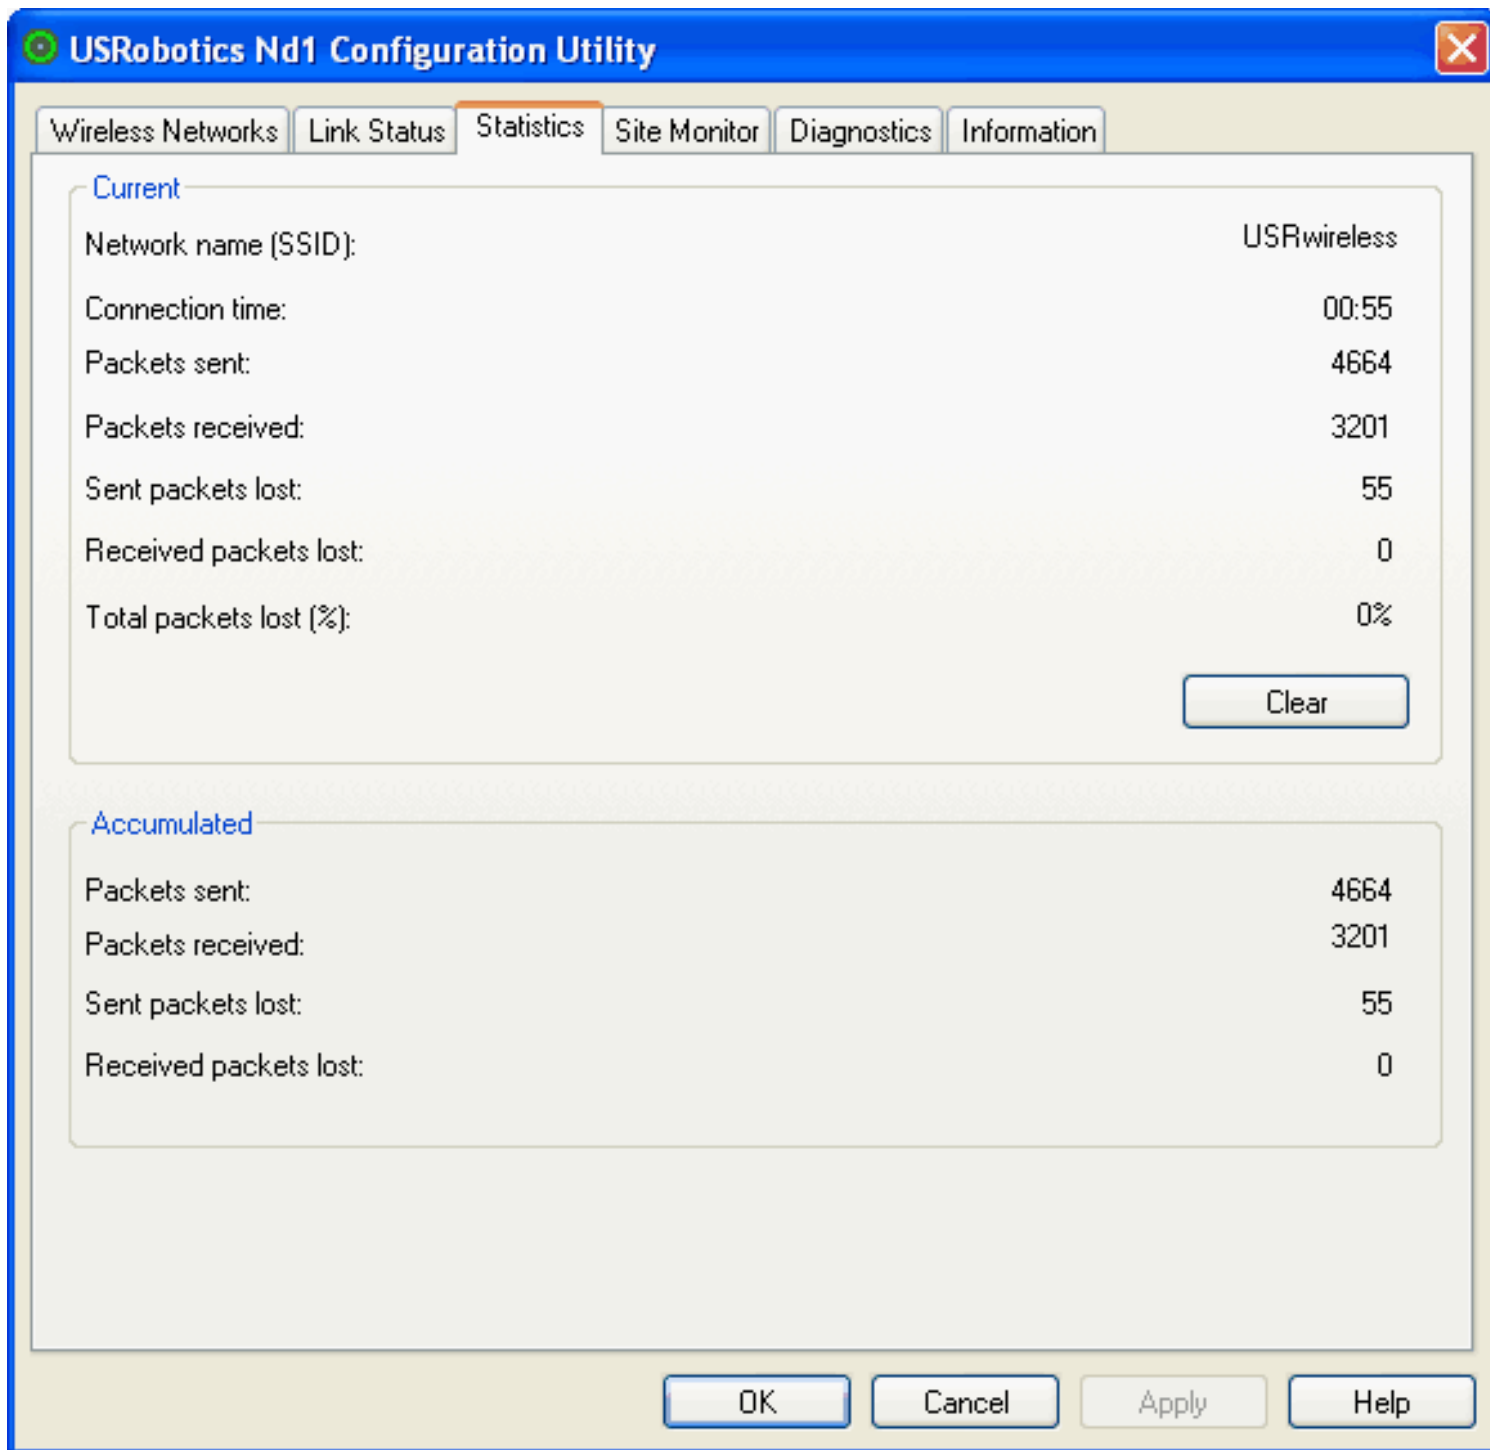 USRobotics Nd1 Configuration Utility
Wireless Networks Link Status Statistics Site Monitor Diagnostics Information
Current
Network name (SSID): USRwireless
Connection time: 00:55
Packets sent: 4664
Packets received: 3201
Sent packets lost: 55
Received packets lost: 0
Total packets lost (%): 0%
Clear
Accumulated
Packets sent: 4664
Packets received: 3201
Sent packets lost: 55
Received packets lost: 0
OK Cancel Apply Help